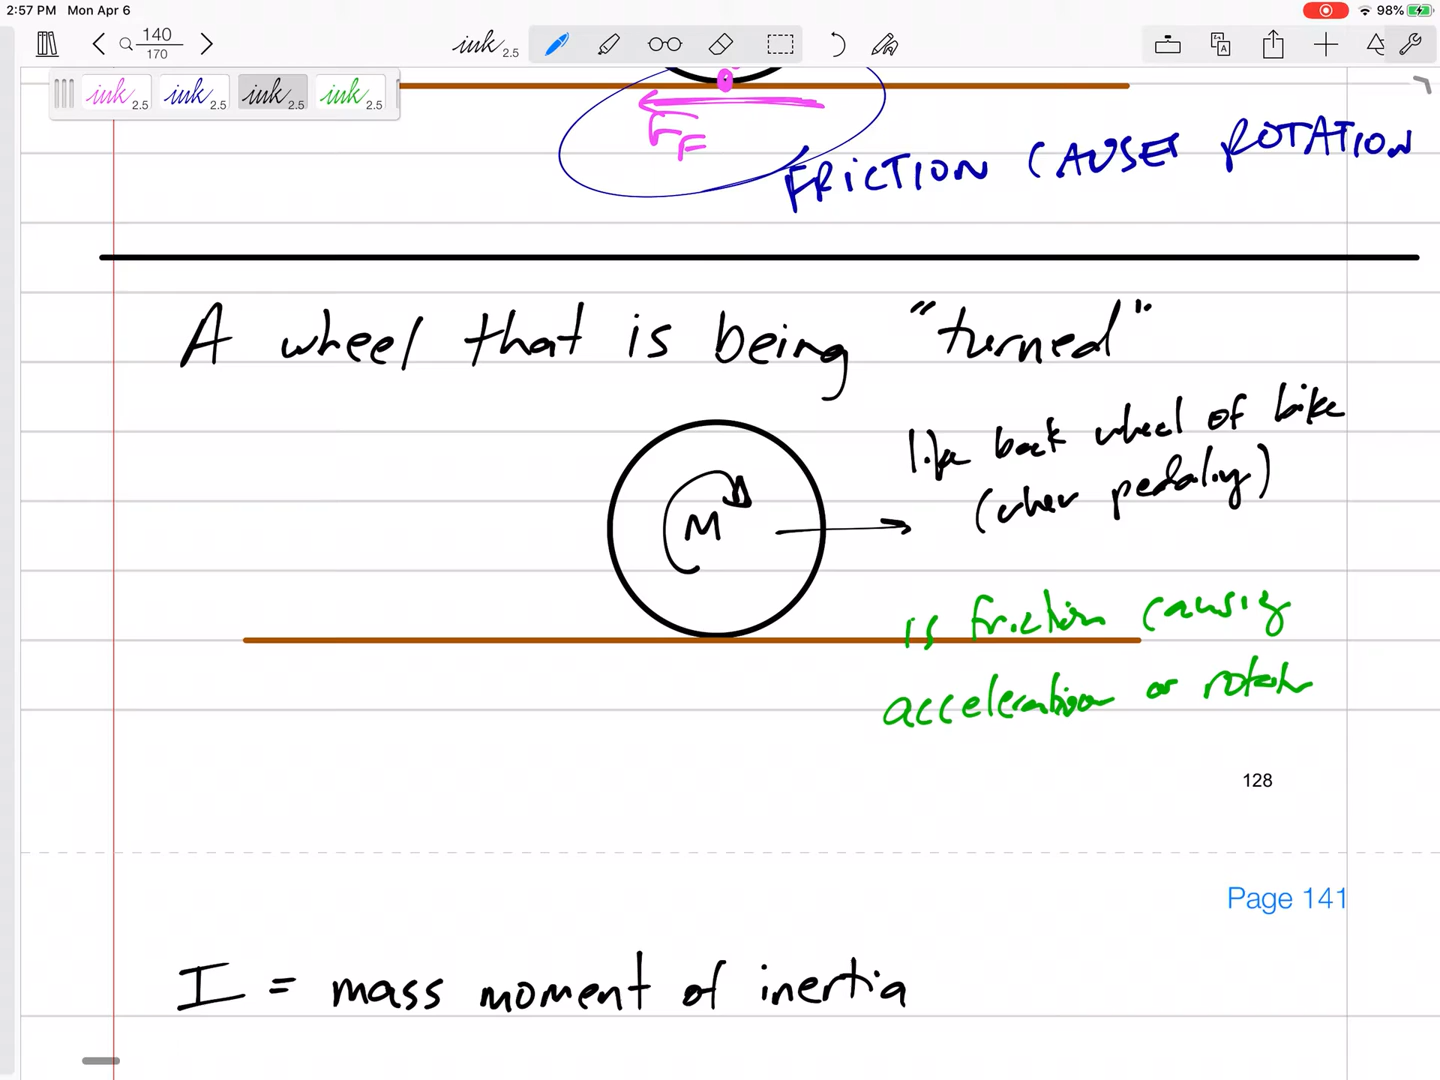 2:57 PM Mon Apr 6
98%
140
170
ink 2.5
ink 2.5 ink 2.5 ink 2.5 ink 2.5
F F
FRICTION CAUSES ROTATION
A wheel that is being "turned"
like back wheel of bike
(when pedaling)
M
is friction causing
acceleration or rotation
128
Page 141
I = mass moment of inertia